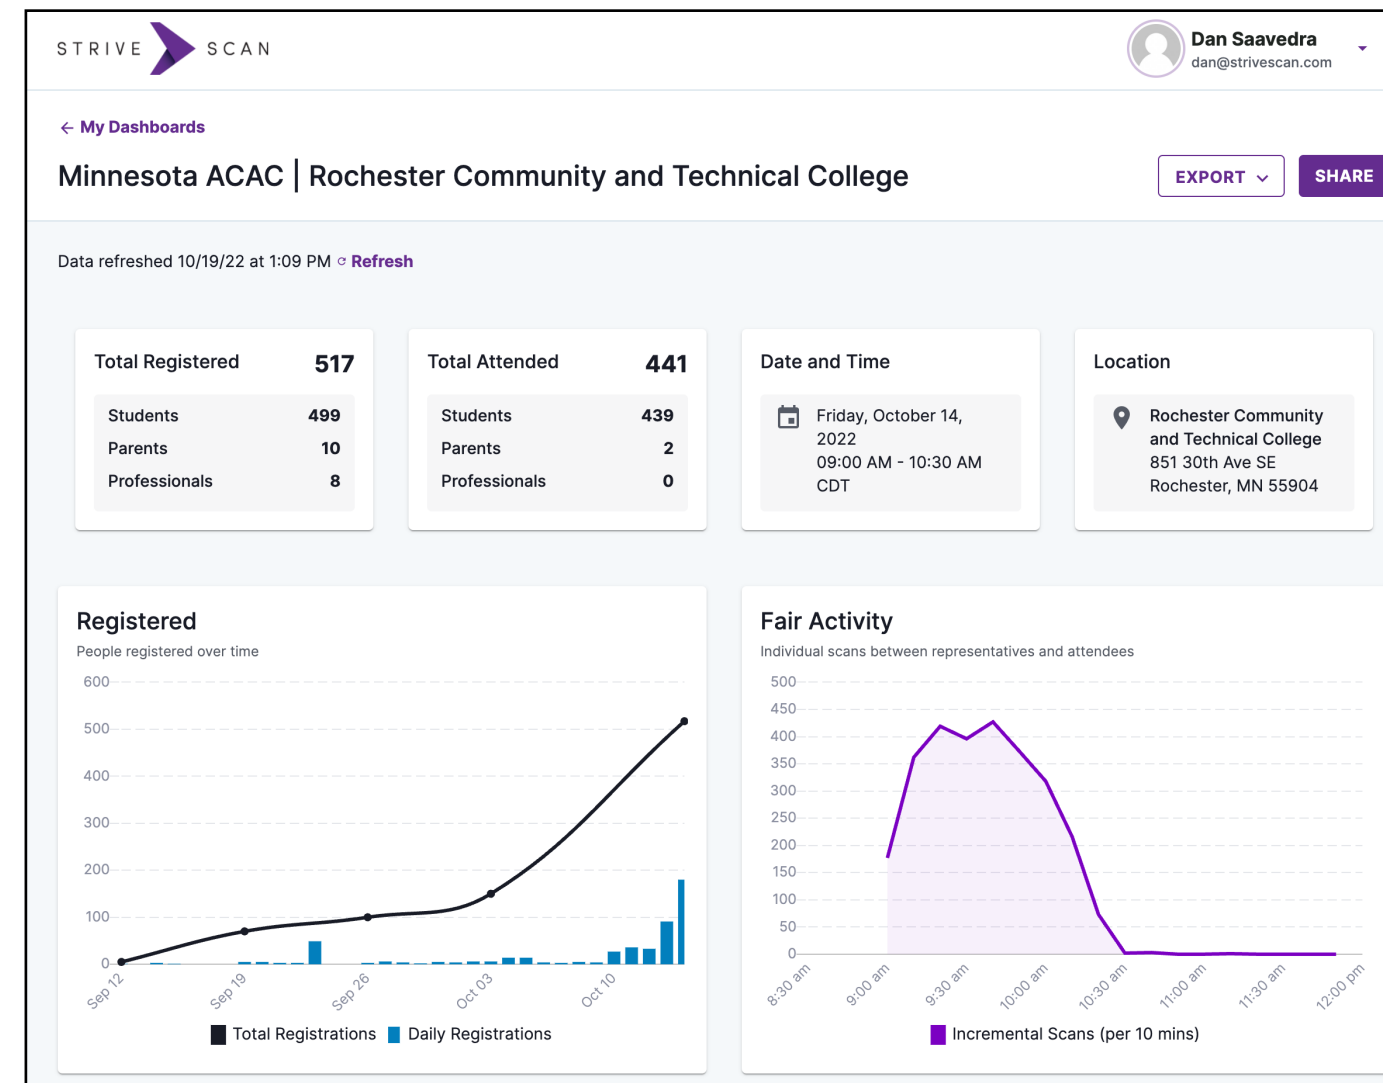 STRIVE SCAN
Dan Saavedra
dan@strivescan.com
← My Dashboards
Minnesota ACAC | Rochester Community and Technical College
EXPORT
SHARE
Data refreshed 10/19/22 at 1:09 PM Refresh
Total Registered 517
Students 499
Parents 10
Professionals 8
Total Attended 441
Students 439
Parents 2
Professionals 0
Date and Time
Friday, October 14,
2022
09:00 AM - 10:30 AM
CDT
Location
Rochester Community
and Technical College
851 30th Ave SE
Rochester, MN 55904
Registered
People registered over time
600
500
400
300
200
100
0
Sep 12
Sep 19
Sep 26
Oct 03
Oct 10
Total Registrations Daily Registrations
Fair Activity
Individual scans between representatives and attendees
500
450
400
350
300
250
200
150
100
50
0
8:30 am
9:00 am
9:30 am
10:00 am
10:30 am
11:00 am
11:30 am
12:00 pm
Incremental Scans (per 10 mins)